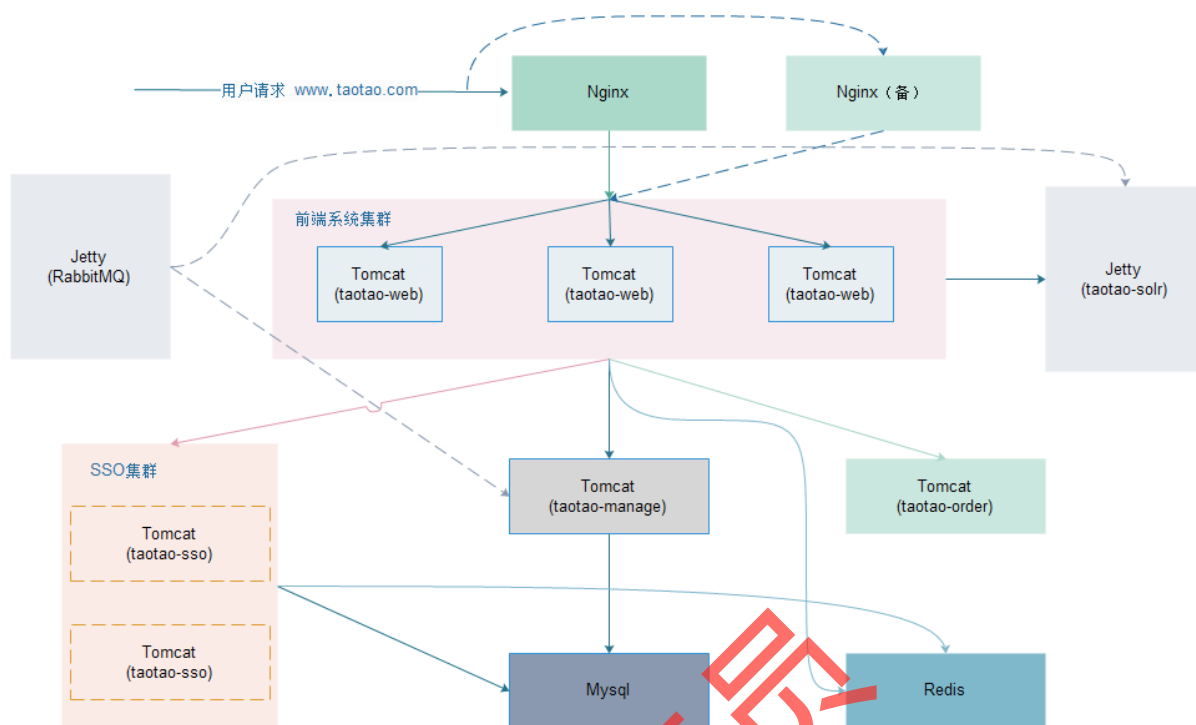 用户请求 www.taotao.com
Nginx
Nginx（备）
Jetty
(RabbitMQ)
前端系统集群
Tomcat
(taotao-web)
Tomcat
(taotao-web)
Tomcat
(taotao-web)
Jetty
(taotao-solr)
SSO集群
Tomcat
(taotao-sso)
Tomcat
(taotao-sso)
Tomcat
(taotao-manage)
Tomcat
(taotao-order)
Mysql
Redis